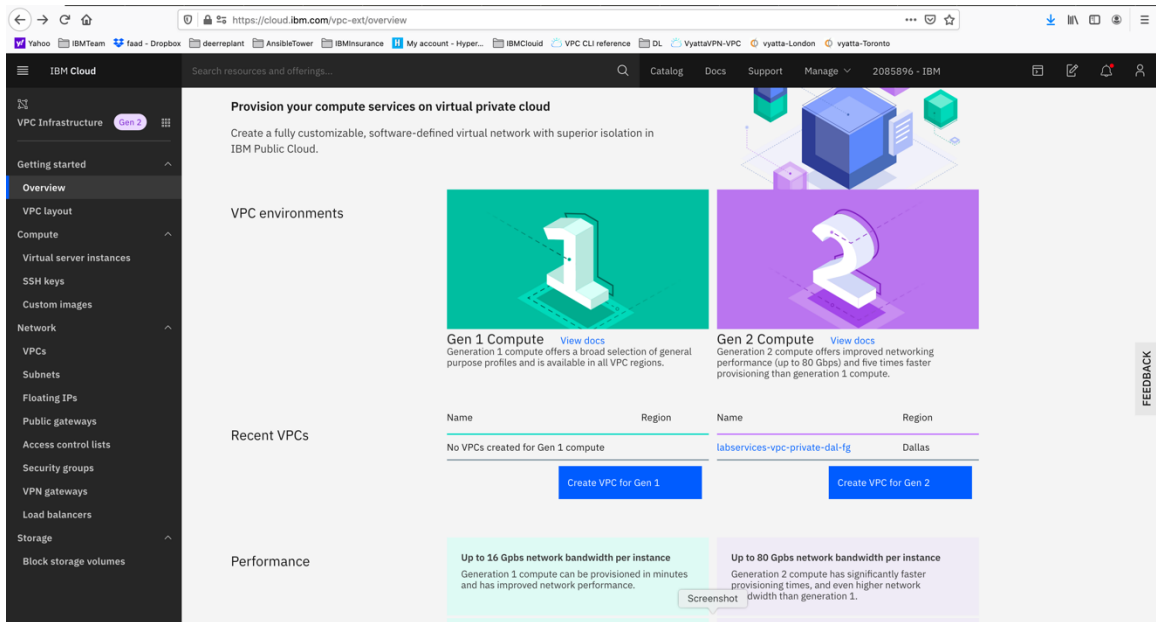 https://cloud.ibm.com/vpc-ext/overview
Yahoo IBMTeam faad - Dropbox deerreplant AnsibleTower IBMInsurance My account - Hyper... IBMClouid VPC CLI reference DL VyattaVPN-VPC vyatta-London vyatta-Toronto
IBM Cloud Search resources and offerings... Catalog Docs Support Manage 2085896 - IBM
VPC Infrastructure Gen 2
Getting started
Overview
VPC layout
Compute
Virtual server instances
SSH keys
Custom images
Network
VPCs
Subnets
Floating IPs
Public gateways
Access control lists
Security groups
VPN gateways
Load balancers
Storage
Block storage volumes
Provision your compute services on virtual private cloud
Create a fully customizable, software-defined virtual network with superior isolation in
IBM Public Cloud.
VPC environments
1
2
Gen 1 Compute View docs
Generation 1 compute offers a broad selection of general
purpose profiles and is available in all VPC regions.
Gen 2 Compute View docs
Generation 2 compute offers improved networking
performance (up to 80 Gbps) and five times faster
provisioning than generation 1 compute.
Recent VPCs
Name Region
No VPCs created for Gen 1 compute
Create VPC for Gen 1
Name Region
labservices-vpc-private-dal-fg Dallas
Create VPC for Gen 2
Performance
Up to 16 Gpbs network bandwidth per instance
Generation 1 compute can be provisioned in minutes
and has improved network performance.
Up to 80 Gbps network bandwidth per instance
Generation 2 compute has significantly faster
provisioning times, and even higher network
bandwidth than generation 1.
Screenshot
FEEDBACK